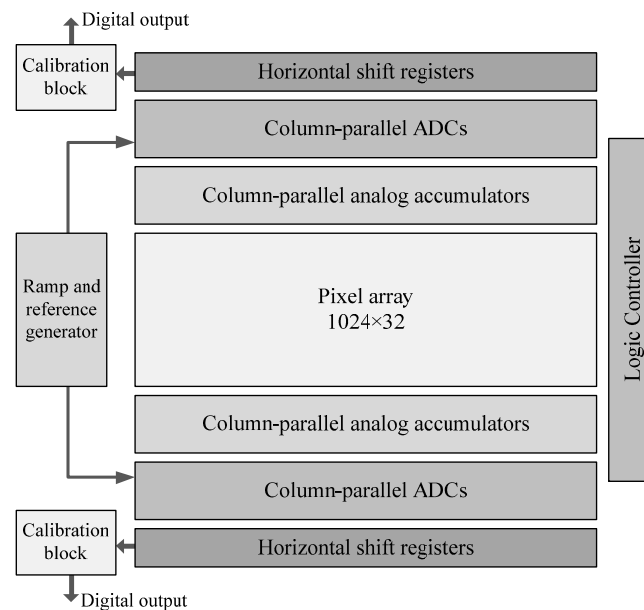 Digital output
Calibration
block
Horizontal shift registers
Column-parallel ADCs
Column-parallel analog accumulators
Ramp and
reference
generator
Pixel array
1024×32
Logic Controller
Column-parallel analog accumulators
Column-parallel ADCs
Calibration
block
Horizontal shift registers
Digital output